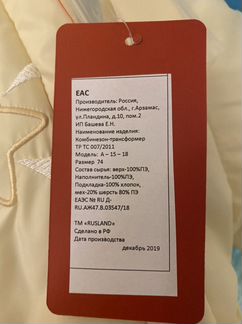 ЕАС
Производитель: Россия,
Нижегородская обл., г.Арзамас,
ул.Пландина, д.10, пом.2
ИП Башева Е.Н.
Наименование изделия:
Комбинезон-трансформер
ТР ТС 007/2011
Модель: А – 15 – 18
Размер 74
Состав сырья: верх-100%ПЭ,
Наполнитель-100%ПЭ,
Подкладка-100% хлопок,
мех-20% шерсть 80% ПЭ
ЕАЭС № RU Д-
RU.АЖ47.В.03547/18
ТМ «RUSLAND»
Сделано в РФ
Дата производства
декабрь 2019